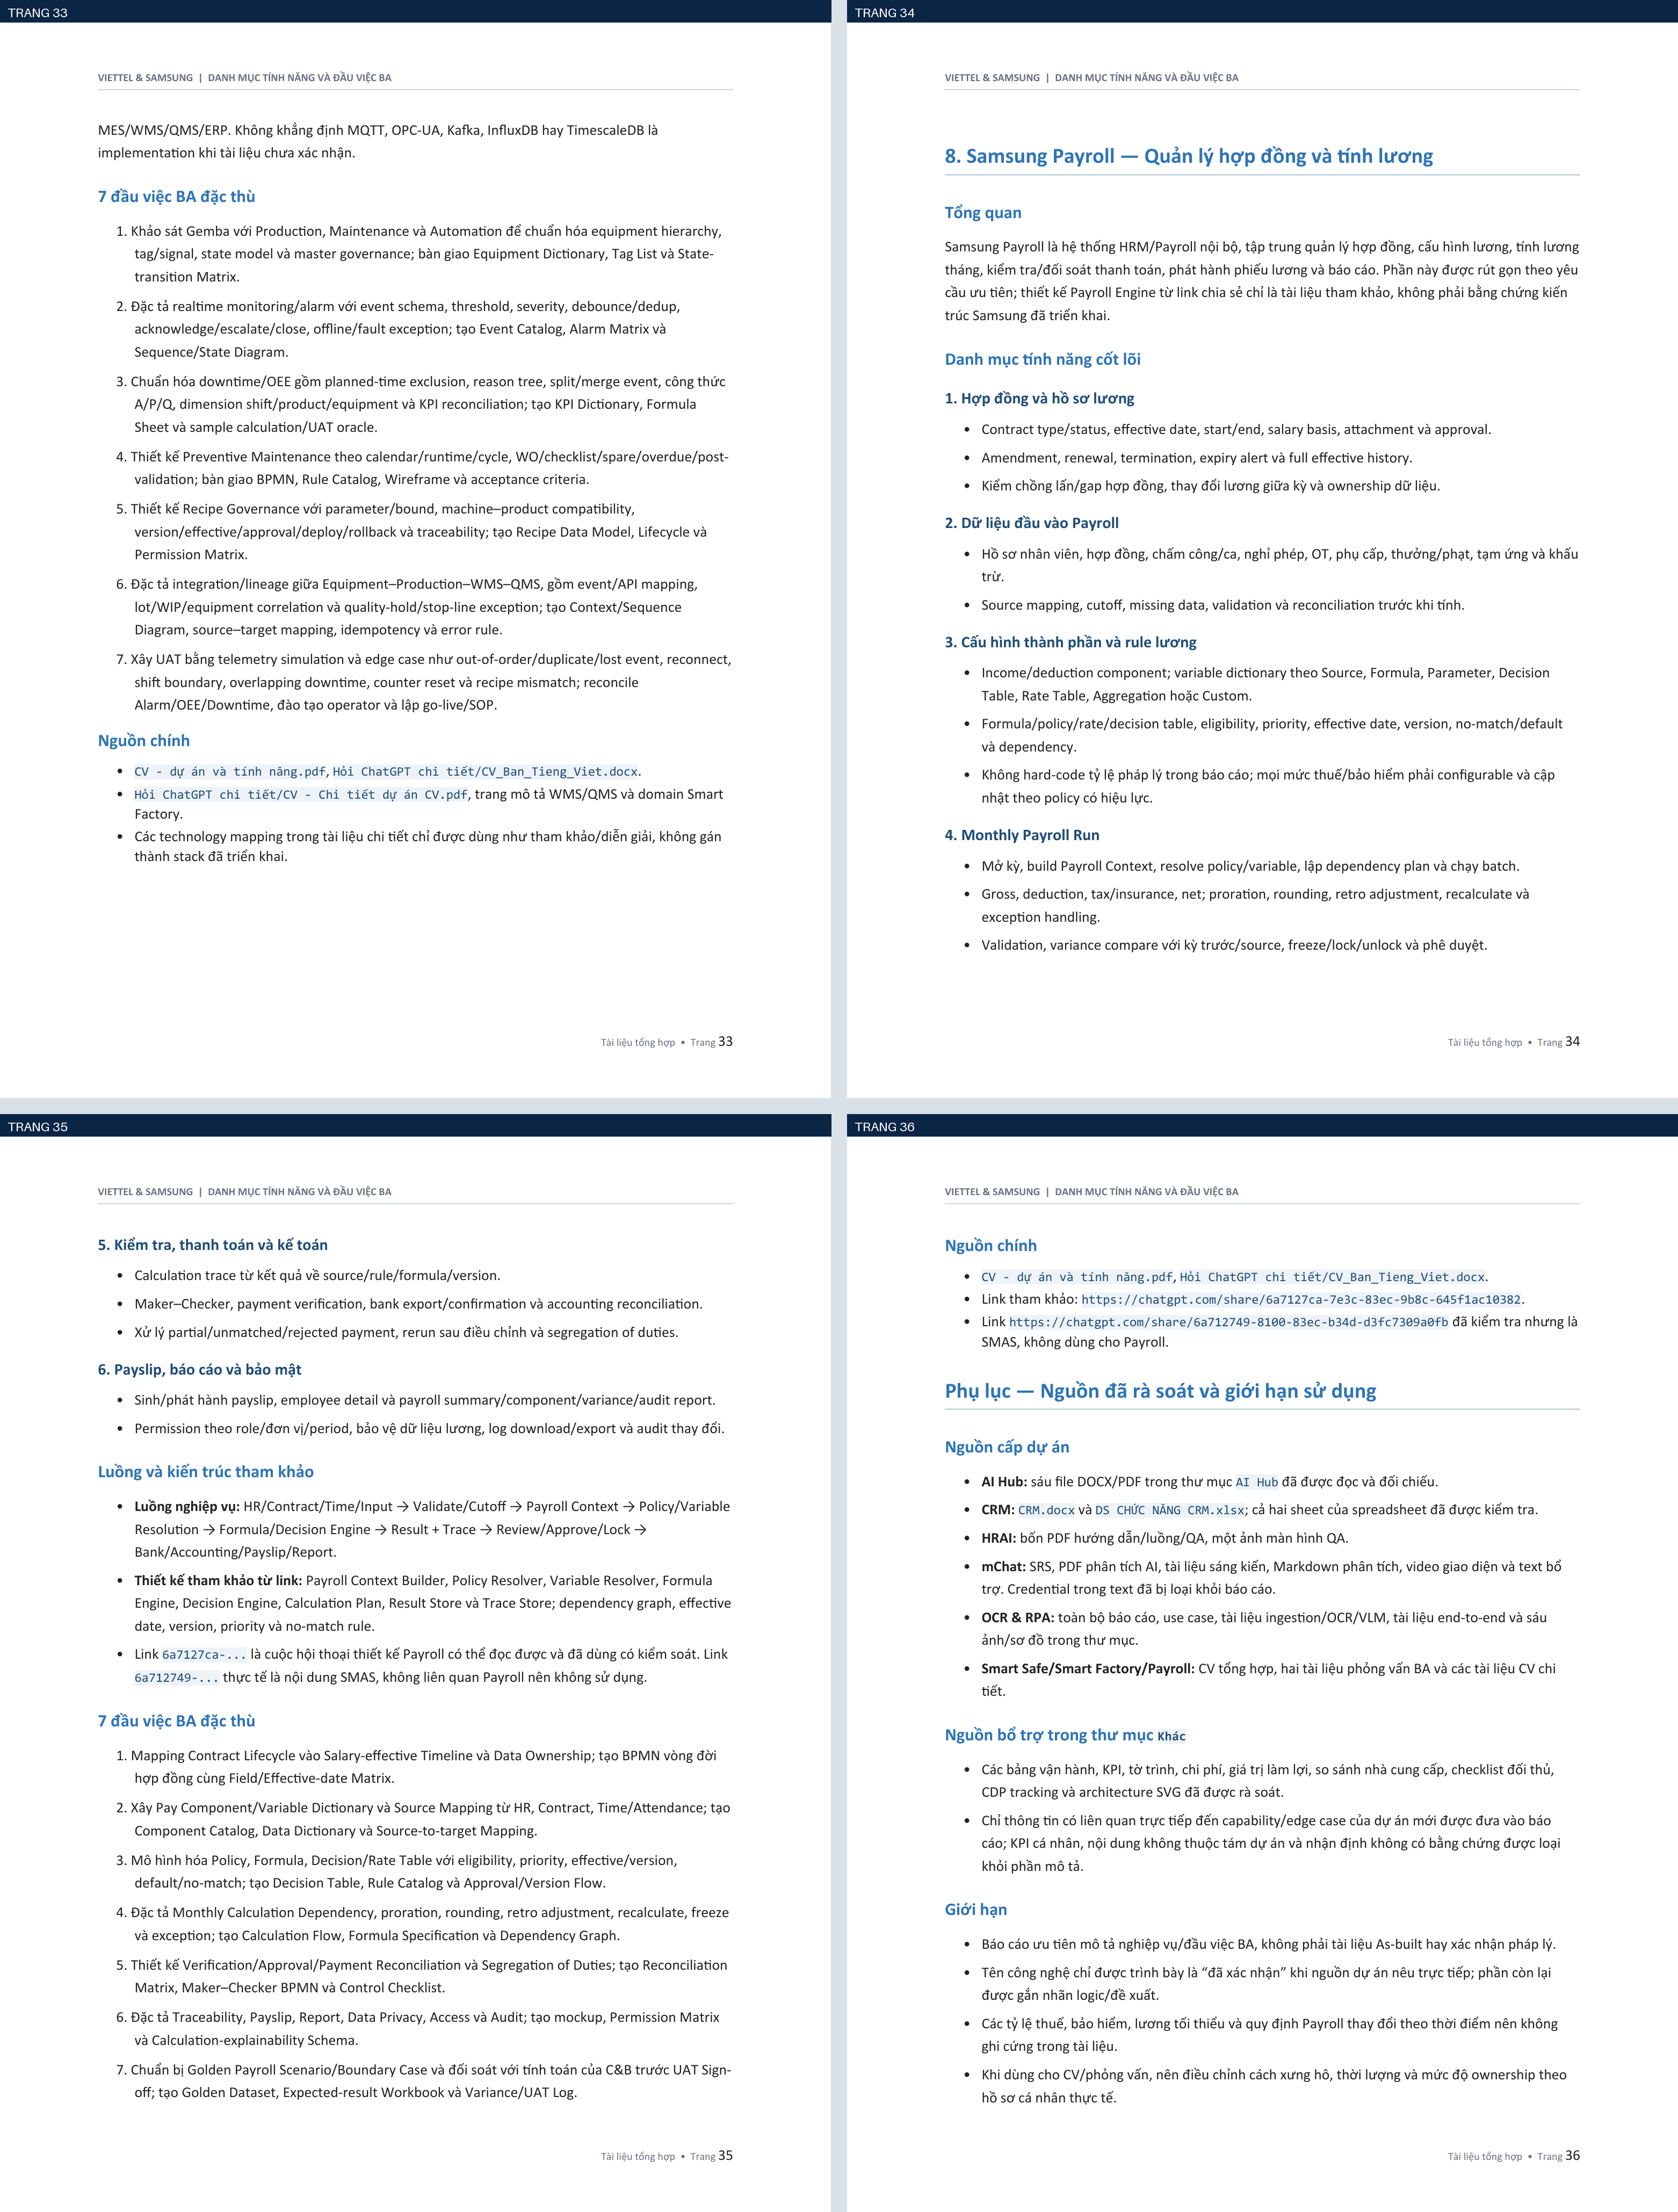 TRANG 33
VIETTEL & SAMSUNG | DANH MỤC TÍNH NĂNG VÀ ĐẦU VIỆC BA
MES/WMS/QMS/ERP. Không khẳng định MQTT, OPC-UA, Kafka, InfluxDB hay TimescaleDB là
implementation khi tài liệu chưa xác nhận.
7 đầu việc BA đặc thù
1. Khảo sát Gemba với Production, Maintenance và Automation để chuẩn hóa equipment hierarchy,
tag/signal, state model và master governance; bàn giao Equipment Dictionary, Tag List và State-
transition Matrix.
2. Đặc tả realtime monitoring/alarm với event schema, threshold, severity, debounce/dedup,
acknowledge/escalate/close, offline/fault exception; tạo Event Catalog, Alarm Matrix và
Sequence/State Diagram.
3. Chuẩn hóa downtime/OEE gồm planned-time exclusion, reason tree, split/merge event, công thức
A/P/Q, dimension shift/product/equipment và KPI reconciliation; tạo KPI Dictionary, Formula
Sheet và sample calculation/UAT oracle.
4. Thiết kế Preventive Maintenance theo calendar/runtime/cycle, WO/checklist/spare/overdue/post-
validation; bàn giao BPMN, Rule Catalog, Wireframe và acceptance criteria.
5. Thiết kế Recipe Governance với parameter/bound, machine–product compatibility,
version/effective/approval/deploy/rollback và traceability; tạo Recipe Data Model, Lifecycle và
Permission Matrix.
6. Đặc tả integration/lineage giữa Equipment–Production–WMS–QMS, gồm event/API mapping,
lot/WIP/equipment correlation và quality-hold/stop-line exception; tạo Context/Sequence
Diagram, source–target mapping, idempotency và error rule.
7. Xây UAT bằng telemetry simulation và edge case như out-of-order/duplicate/lost event, reconnect,
shift boundary, overlapping downtime, counter reset và recipe mismatch; reconcile
Alarm/OEE/Downtime, đào tạo operator và lập go-live/SOP.
Nguồn chính
• CV - dự án và tính năng.pdf, Hỏi ChatGPT chi tiết/CV_Ban_Tieng_Viet.docx.
• Hỏi ChatGPT chi tiết/CV - Chi tiết dự án CV.pdf, trang mô tả WMS/QMS và domain Smart
Factory.
• Các technology mapping trong tài liệu chi tiết chỉ được dùng như tham khảo/diễn giải, không gán
thành stack đã triển khai.
Tài liệu tổng hợp • Trang 33
TRANG 34
VIETTEL & SAMSUNG | DANH MỤC TÍNH NĂNG VÀ ĐẦU VIỆC BA
8. Samsung Payroll — Quản lý hợp đồng và tính lương
Tổng quan
Samsung Payroll là hệ thống HRM/Payroll nội bộ, tập trung quản lý hợp đồng, cấu hình lương, tính lương
tháng, kiểm tra/đối soát thanh toán, phát hành phiếu lương và báo cáo. Phần này được rút gọn theo yêu
cầu ưu tiên; thiết kế Payroll Engine từ link chia sẻ chỉ là tài liệu tham khảo, không phải bằng chứng kiến
trúc Samsung đã triển khai.
Danh mục tính năng cốt lõi
1. Hợp đồng và hồ sơ lương
• Contract type/status, effective date, start/end, salary basis, attachment và approval.
• Amendment, renewal, termination, expiry alert và full effective history.
• Kiểm chồng lấn/gap hợp đồng, thay đổi lương giữa kỳ và ownership dữ liệu.
2. Dữ liệu đầu vào Payroll
• Hồ sơ nhân viên, hợp đồng, chấm công/ca, nghỉ phép, OT, phụ cấp, thưởng/phạt, tạm ứng và khấu
trừ.
• Source mapping, cutoff, missing data, validation và reconciliation trước khi tính.
3. Cấu hình thành phần và rule lương
• Income/deduction component; variable dictionary theo Source, Formula, Parameter, Decision
Table, Rate Table, Aggregation hoặc Custom.
• Formula/policy/rate/decision table, eligibility, priority, effective date, version, no-match/default
và dependency.
• Không hard-code tỷ lệ pháp lý trong báo cáo; mọi mức thuế/bảo hiểm phải configurable và cập
nhật theo policy có hiệu lực.
4. Monthly Payroll Run
• Mở kỳ, build Payroll Context, resolve policy/variable, lập dependency plan và chạy batch.
• Gross, deduction, tax/insurance, net; proration, rounding, retro adjustment, recalculate và
exception handling.
• Validation, variance compare với kỳ trước/source, freeze/lock/unlock và phê duyệt.
Tài liệu tổng hợp • Trang 34
TRANG 35
VIETTEL & SAMSUNG | DANH MỤC TÍNH NĂNG VÀ ĐẦU VIỆC BA
5. Kiểm tra, thanh toán và kế toán
• Calculation trace từ kết quả về source/rule/formula/version.
• Maker–Checker, payment verification, bank export/confirmation và accounting reconciliation.
• Xử lý partial/unmatched/rejected payment, rerun sau điều chỉnh và segregation of duties.
6. Payslip, báo cáo và bảo mật
• Sinh/phát hành payslip, employee detail và payroll summary/component/variance/audit report.
• Permission theo role/đơn vị/period, bảo vệ dữ liệu lương, log download/export và audit thay đổi.
Luồng và kiến trúc tham khảo
• Luồng nghiệp vụ: HR/Contract/Time/Input → Validate/Cutoff → Payroll Context → Policy/Variable
Resolution → Formula/Decision Engine → Result + Trace → Review/Approve/Lock →
Bank/Accounting/Payslip/Report.
• Thiết kế tham khảo từ link: Payroll Context Builder, Policy Resolver, Variable Resolver, Formula
Engine, Decision Engine, Calculation Plan, Result Store và Trace Store; dependency graph, effective
date, version, priority và no-match rule.
• Link 6a7127ca-... là cuộc hội thoại thiết kế Payroll có thể đọc được và đã dùng có kiểm soát. Link
6a712749-... thực tế là nội dung SMAS, không liên quan Payroll nên không sử dụng.
7 đầu việc BA đặc thù
1. Mapping Contract Lifecycle vào Salary-effective Timeline và Data Ownership; tạo BPMN vòng đời
hợp đồng cùng Field/Effective-date Matrix.
2. Xây Pay Component/Variable Dictionary và Source Mapping từ HR, Contract, Time/Attendance; tạo
Component Catalog, Data Dictionary và Source-to-target Mapping.
3. Mô hình hóa Policy, Formula, Decision/Rate Table với eligibility, priority, effective/version,
default/no-match; tạo Decision Table, Rule Catalog và Approval/Version Flow.
4. Đặc tả Monthly Calculation Dependency, proration, rounding, retro adjustment, recalculate, freeze
và exception; tạo Calculation Flow, Formula Specification và Dependency Graph.
5. Thiết kế Verification/Approval/Payment Reconciliation và Segregation of Duties; tạo Reconciliation
Matrix, Maker–Checker BPMN và Control Checklist.
6. Đặc tả Traceability, Payslip, Report, Data Privacy, Access và Audit; tạo mockup, Permission Matrix
và Calculation-explainability Schema.
7. Chuẩn bị Golden Payroll Scenario/Boundary Case và đối soát với tính toán của C&B trước UAT Sign-
off; tạo Golden Dataset, Expected-result Workbook và Variance/UAT Log.
Tài liệu tổng hợp • Trang 35
TRANG 36
VIETTEL & SAMSUNG | DANH MỤC TÍNH NĂNG VÀ ĐẦU VIỆC BA
Nguồn chính
• CV - dự án và tính năng.pdf, Hỏi ChatGPT chi tiết/CV_Ban_Tieng_Viet.docx.
• Link tham khảo: https://chatgpt.com/share/6a7127ca-7e3c-83ec-9b8c-645f1ac10382.
• Link https://chatgpt.com/share/6a712749-8100-83ec-b34d-d3fc7309a0fb đã kiểm tra nhưng là
SMAS, không dùng cho Payroll.
Phụ lục — Nguồn đã rà soát và giới hạn sử dụng
Nguồn cấp dự án
• AI Hub: sáu file DOCX/PDF trong thư mục AI Hub đã được đọc và đối chiếu.
• CRM: CRM.docx và DS CHỨC NĂNG CRM.xlsx; cả hai sheet của spreadsheet đã được kiểm tra.
• HRAI: bốn PDF hướng dẫn/luồng/QA, một ảnh màn hình QA.
• mChat: SRS, PDF phân tích AI, tài liệu sáng kiến, Markdown phân tích, video giao diện và text bổ
trợ. Credential trong text đã bị loại khỏi báo cáo.
• OCR & RPA: toàn bộ báo cáo, use case, tài liệu ingestion/OCR/VLM, tài liệu end-to-end và sáu
ảnh/sơ đồ trong thư mục.
• Smart Safe/Smart Factory/Payroll: CV tổng hợp, hai tài liệu phỏng vấn BA và các tài liệu CV chi
tiết.
Nguồn bổ trợ trong thư mục Khác
• Các bảng vận hành, KPI, tờ trình, chi phí, giá trị làm lợi, so sánh nhà cung cấp, checklist đối thủ,
CDP tracking và architecture SVG đã được rà soát.
• Chỉ thông tin có liên quan trực tiếp đến capability/edge case của dự án mới được đưa vào báo
cáo; KPI cá nhân, nội dung không thuộc tám dự án và nhận định không có bằng chứng được loại
khỏi phần mô tả.
Giới hạn
• Báo cáo ưu tiên mô tả nghiệp vụ/đầu việc BA, không phải tài liệu As-built hay xác nhận pháp lý.
• Tên công nghệ chỉ được trình bày là “đã xác nhận” khi nguồn dự án nêu trực tiếp; phần còn lại
được gắn nhãn logic/đề xuất.
• Các tỷ lệ thuế, bảo hiểm, lương tối thiểu và quy định Payroll thay đổi theo thời điểm nên không
ghi cứng trong tài liệu.
• Khi dùng cho CV/phỏng vấn, nên điều chỉnh cách xưng hô, thời lượng và mức độ ownership theo
hồ sơ cá nhân thực tế.
Tài liệu tổng hợp • Trang 36